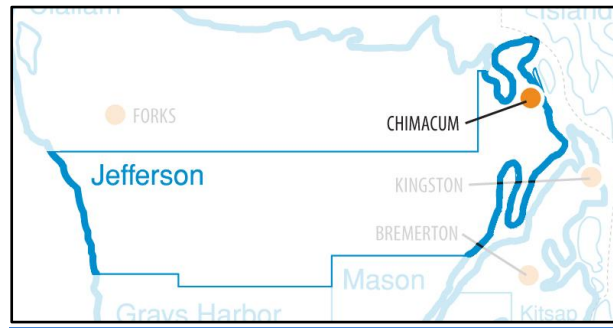 Clallam
Island
FORKS
CHIMACUM
Jefferson
KINGSTON
BREMERTON
Mason
Grays Harbor
Kitsap